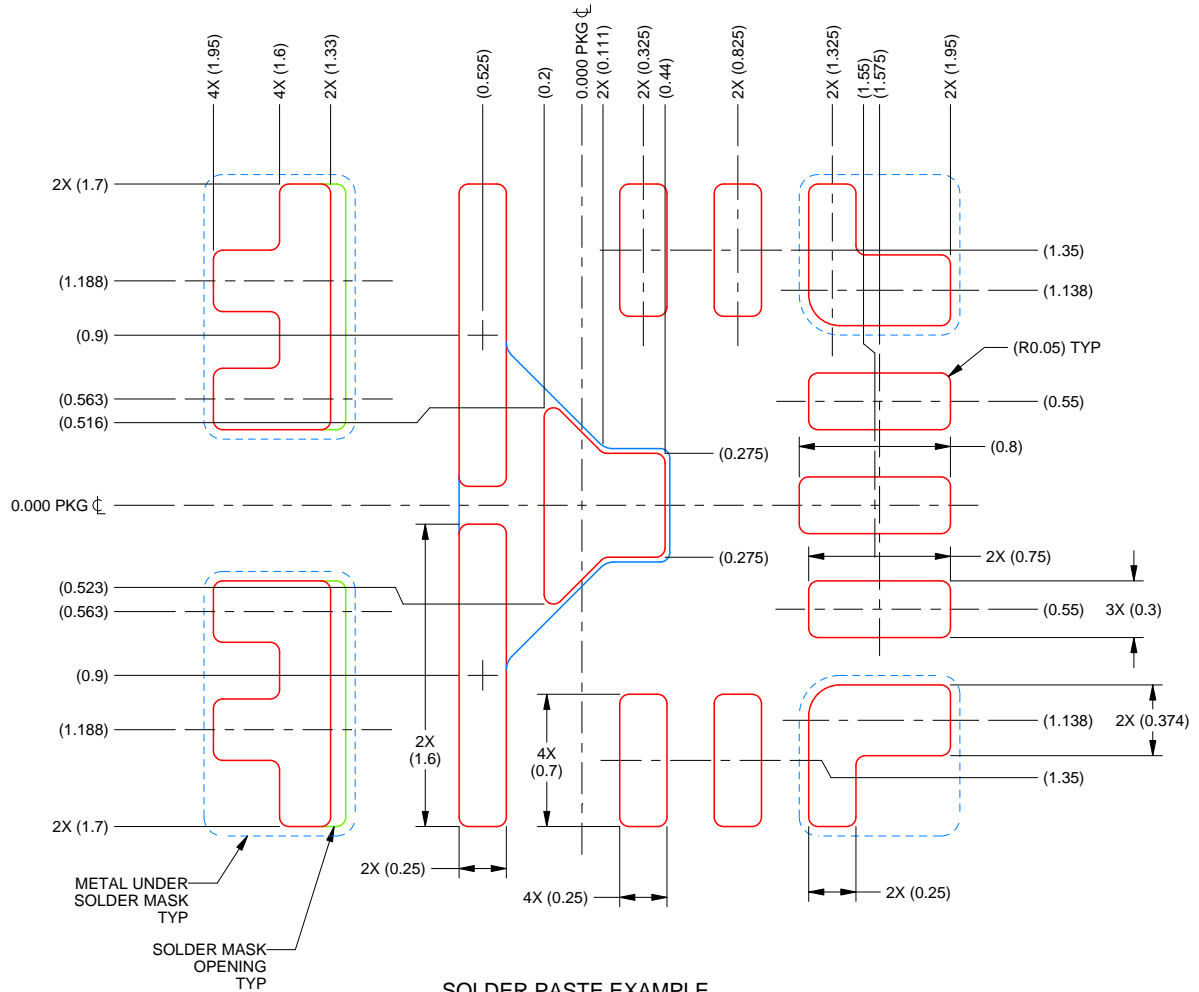 4X (1.95)
4X (1.6)
2X (1.33)
(0.525)
(0.2)
0.000 PKG ℄
2X (0.111)
2X (0.325)
(0.44)
2X (0.825)
2X (1.325)
(1.55)
(1.575)
2X (1.95)
2X (1.7)
(1.188)
(0.9)
(0.563)
(0.516)
0.000 PKG ℄
(0.523)
(0.563)
(0.9)
(1.188)
2X (1.7)
(1.35)
(1.138)
(R0.05) TYP
(0.55)
(0.8)
(0.275)
(0.275)
2X (0.75)
(0.55)
3X (0.3)
(1.138)
2X (0.374)
(1.35)
2X
(1.6)
4X
(0.7)
2X (0.25)
4X (0.25)
2X (0.25)
METAL UNDER
SOLDER MASK
TYP
SOLDER MASK
OPENING
TYP
SOLDER PASTE EXAMPLE